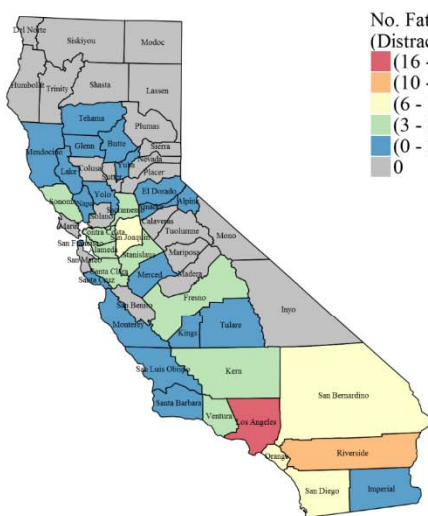 No. Fat
(Distrac
(16 -
(10 -
(6 -
(3 -
(0 -
0
Del Norte
Siskiyou
Modoc
Humboldt
Trinity
Shasta
Lassen
Tehama
Plumas
Mendocino
Glenn
Butte
Sierra
Nevada
Yuba
Lake
Colusa
Sutter
Placer
Yolo
El Dorado
Sonoma
Napa
Sacramento
Amador
Alpine
Solano
Calaveras
Marin
Contra Costa
San Joaquin
Tuolumne
Mono
San Francisco
Alameda
Stanislaus
Mariposa
San Mateo
Santa Clara
Merced
Madera
Santa Cruz
San Benito
Fresno
Inyo
Monterey
Kings
Tulare
San Luis Obispo
Kern
San Bernardino
Santa Barbara
Ventura
Los Angeles
Orange
Riverside
San Diego
Imperial